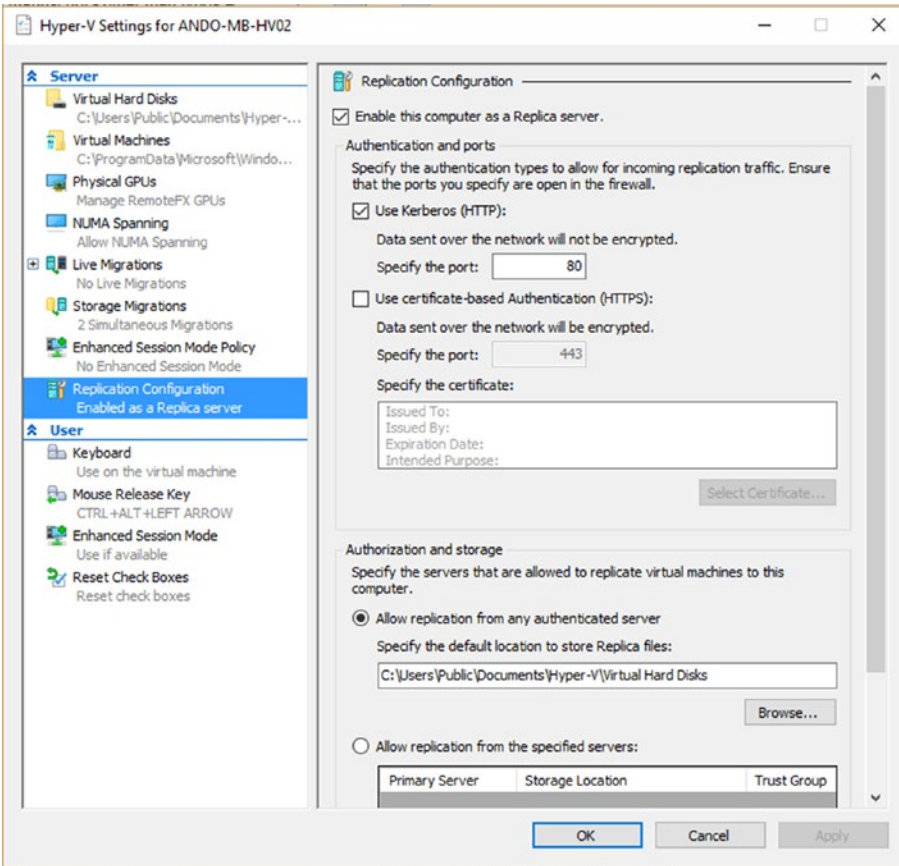 Hyper-V Settings for ANDO-MB-HV02
Server
Virtual Hard Disks
C:\Users\Public\Documents\Hyper-...
Virtual Machines
C:\ProgramData\Microsoft\Windo...
Physical GPUs
Manage RemoteFX GPUs
NUMA Spanning
Allow NUMA Spanning
Live Migrations
No Live Migrations
Storage Migrations
2 Simultaneous Migrations
Enhanced Session Mode Policy
No Enhanced Session Mode
Replication Configuration
Enabled as a Replica server
User
Keyboard
Use on the virtual machine
Mouse Release Key
CTRL+ALT+LEFT ARROW
Enhanced Session Mode
Use if available
Reset Check Boxes
Reset check boxes
Replication Configuration
Enable this computer as a Replica server.
Authentication and ports
Specify the authentication types to allow for incoming replication traffic. Ensure
that the ports you specify are open in the firewall.
Use Kerberos (HTTP):
Data sent over the network will not be encrypted.
Specify the port: 80
Use certificate-based Authentication (HTTPS):
Data sent over the network will be encrypted.
Specify the port: 443
Specify the certificate:
Issued To:
Issued By:
Expiration Date:
Intended Purpose:
Select Certificate...
Authorization and storage
Specify the servers that are allowed to replicate virtual machines to this
computer.
Allow replication from any authenticated server
Specify the default location to store Replica files:
C:\Users\Public\Documents\Hyper-V\Virtual Hard Disks
Browse...
Allow replication from the specified servers:
Primary Server Storage Location Trust Group
OK Cancel Apply